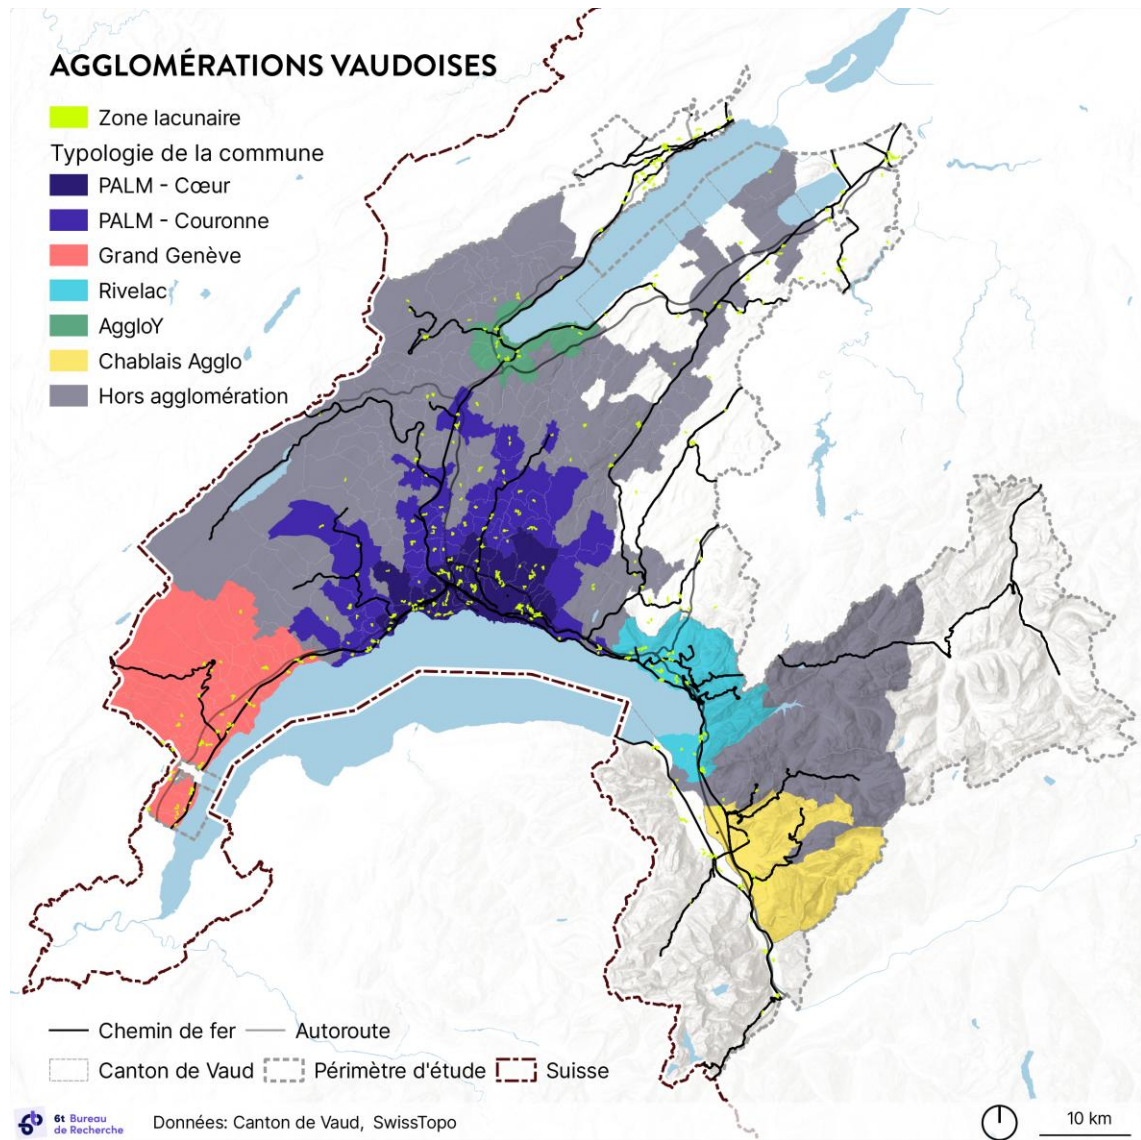 AGGLOMÉRATIONS VAUDOISES
Zone lacunaire
Typologie de la commune
PALM - Cœur
PALM - Couronne
Grand Genève
Rivelac
AggloY
Chablais Agglo
Hors agglomération
Chemin de fer
Autoroute
Canton de Vaud
Périmètre d'étude
Suisse
6t Bureau
de Recherche
Données: Canton de Vaud, SwissTopo
10 km